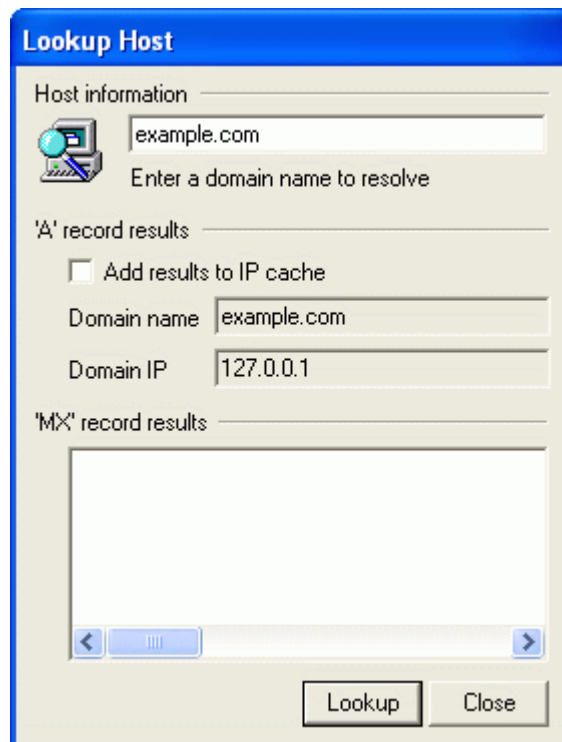 Lookup Host
Host information
example.com
Enter a domain name to resolve
'A' record results
Add results to IP cache
Domain name example.com
Domain IP 127.0.0.1
'MX' record results
Lookup Close